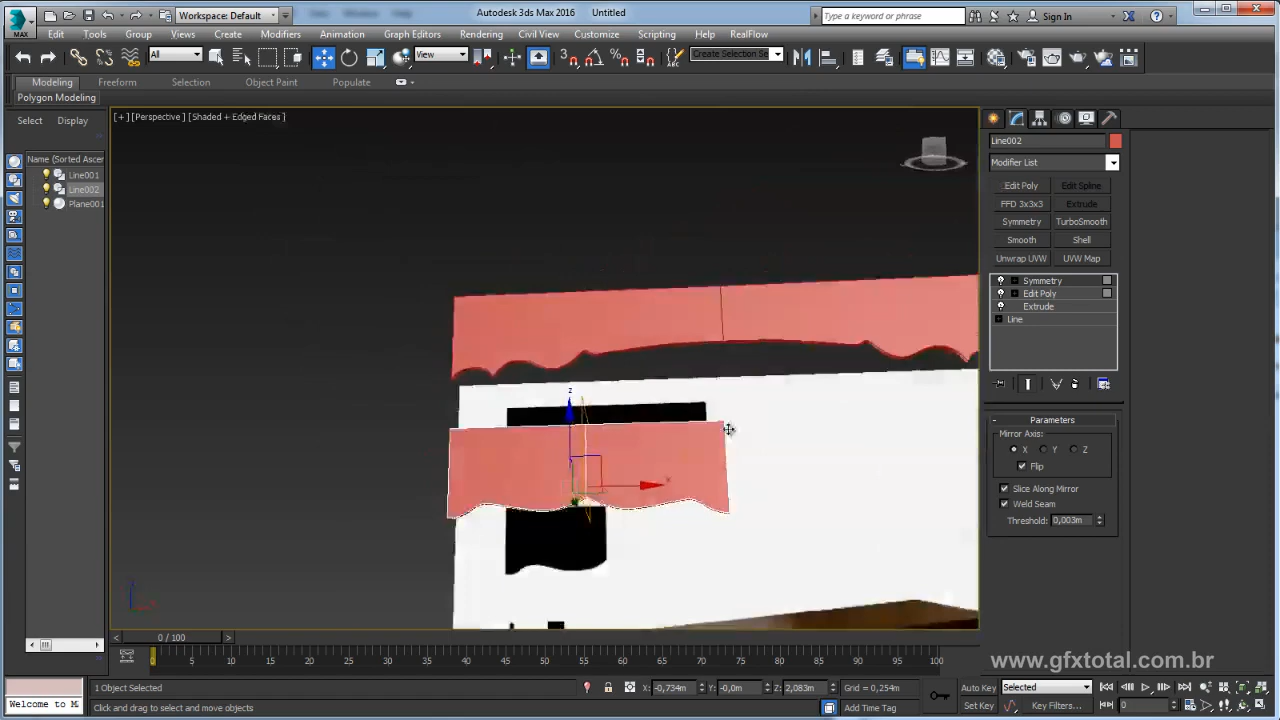 Workspace: Default
Autodesk 3ds Max 2016
Untitled
Type a keyword or phrase
Sign In
MAX
Edit Tools Group Views Create Modifiers Animation Graph Editors Rendering Civil View Customize Scripting Help RealFlow
All
View
Create Selection Se
Modeling Freeform Selection Object Paint Populate
Polygon Modeling
Select Display
[+] [Perspective] [Shaded + Edged Faces]
Name (Sorted Ascen
Line001
Line002
Plane001
Line002
Modifier List
Edit Poly Edit Spline
FFD 3x3x3 Extrude
Symmetry TurboSmooth
Smooth Shell
Unwrap UVW UVW Map
Symmetry
Edit Poly
Extrude
Line
Parameters
Mirror Axis:
X Y Z
Flip
Slice Along Mirror
Weld Seam
Threshold: 0,003m
z
x
0 / 100
0 5 10 15 20 25 30 35 40 45 50 55 60 65 70 75 80 85 90 95 100
www.gfxtotal.com.br
1 Object Selected
X: -0,734m Y: -0,0m Z: 2,083m Grid = 0,254m
Auto Key Selected
Welcome to M
Click and drag to select and move objects
Add Time Tag
Set Key Key Filters... 0